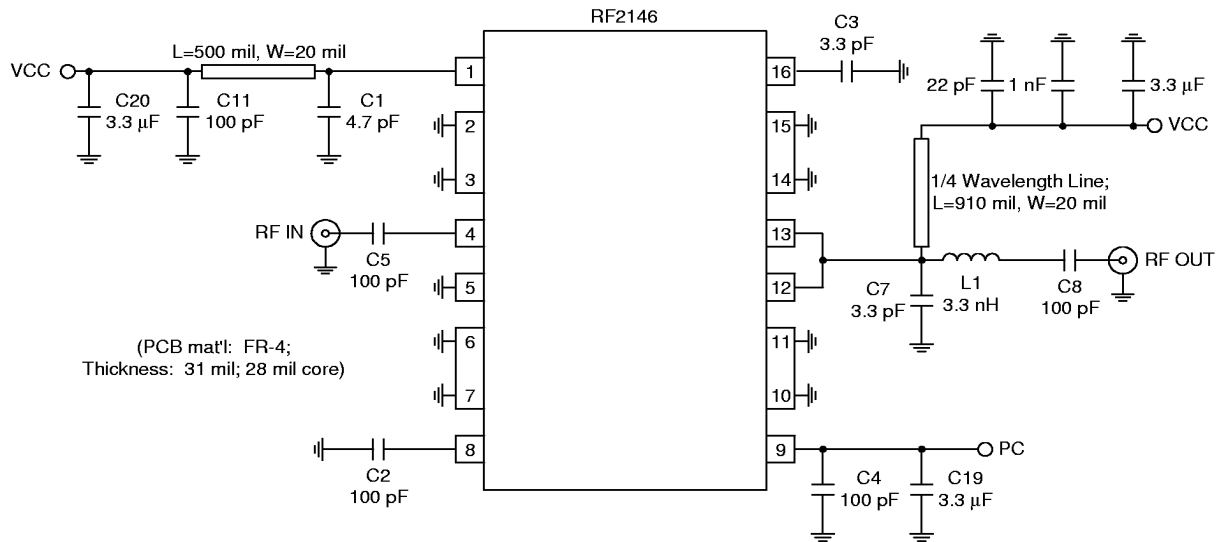 RF2146
VCC
L=500 mil, W=20 mil
C20
3.3 µF
C11
100 pF
C1
4.7 pF
1
2
3
RF IN
C5
100 pF
4
5
6
7
(PCB mat'l: FR-4;
Thickness: 31 mil; 28 mil core)
C2
100 pF
8
16
C3
3.3 pF
15
14
22 pF
1 nF
3.3 µF
VCC
1/4 Wavelength Line;
L=910 mil, W=20 mil
13
12
C7
3.3 pF
L1
3.3 nH
C8
100 pF
RF OUT
11
10
9
PC
C4
100 pF
C19
3.3 µF